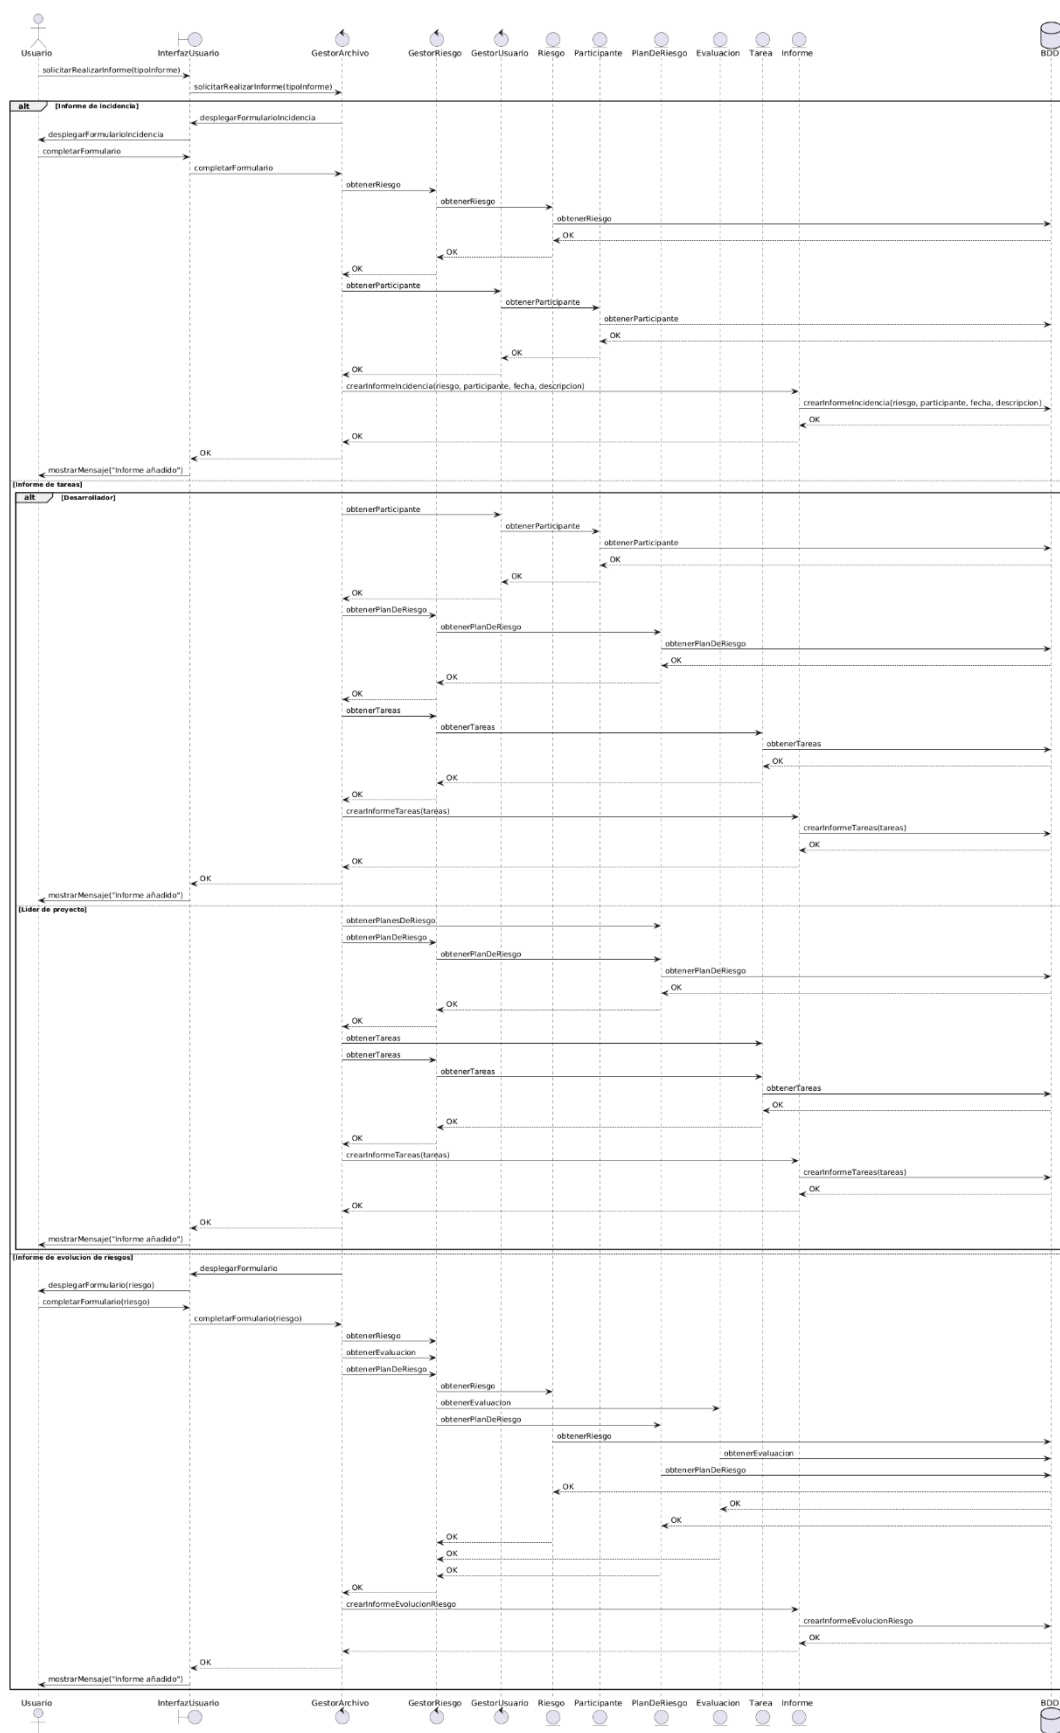 Usuario InterfazUsuario GestorArchivo GestorRiesgo GestorUsuario Riesgo Participante PlanDeRiesgo Evaluacion Tarea Informe BDD
solicitarRealizarInforme(tipoInforme)
solicitarRealizarInforme(tipoInforme)
alt [Informe de incidencia]
desplegarFormularioIncidencia
desplegarFormularioIncidencia
completarFormulario
completarFormulario
obtenerRiesgo
obtenerRiesgo
obtenerRiesgo
OK
OK
OK
obtenerParticipante
obtenerParticipante
obtenerParticipante
OK
OK
OK
crearInformeIncidencia(riesgo, participante, fecha, descripcion)
crearInformeIncidencia(riesgo, participante, fecha, descripcion)
OK
OK
OK
mostrarMensaje("Informe añadido")
[Informe de tareas]
alt [Desarrollador]
obtenerParticipante
obtenerParticipante
obtenerParticipante
OK
OK
OK
obtenerPlanDeRiesgo
obtenerPlanDeRiesgo
obtenerPlanDeRiesgo
OK
OK
OK
obtenerTareas
obtenerTareas
obtenerTareas
OK
OK
OK
crearInformeTareas(tareas)
crearInformeTareas(tareas)
OK
OK
OK
mostrarMensaje("Informe añadido")
[Lider de proyecto]
obtenerPlanesDeRiesgo
obtenerPlanDeRiesgo
obtenerPlanDeRiesgo
obtenerPlanDeRiesgo
OK
OK
OK
obtenerTareas
obtenerTareas
obtenerTareas
obtenerTareas
OK
OK
OK
crearInformeTareas(tareas)
crearInformeTareas(tareas)
OK
OK
OK
mostrarMensaje("Informe añadido")
[Informe de evolucion de riesgos]
desplegarFormulario
desplegarFormulario(riesgo)
completarFormulario(riesgo)
completarFormulario(riesgo)
obtenerRiesgo
obtenerEvaluacion
obtenerPlanDeRiesgo
obtenerRiesgo
obtenerEvaluacion
obtenerPlanDeRiesgo
obtenerRiesgo
obtenerEvaluacion
obtenerPlanDeRiesgo
OK
OK
OK
OK
OK
OK
OK
crearInformeEvolucionRiesgo
crearInformeEvolucionRiesgo
OK
OK
mostrarMensaje("Informe añadido")
Usuario InterfazUsuario GestorArchivo GestorRiesgo GestorUsuario Riesgo Participante PlanDeRiesgo Evaluacion Tarea Informe BDD